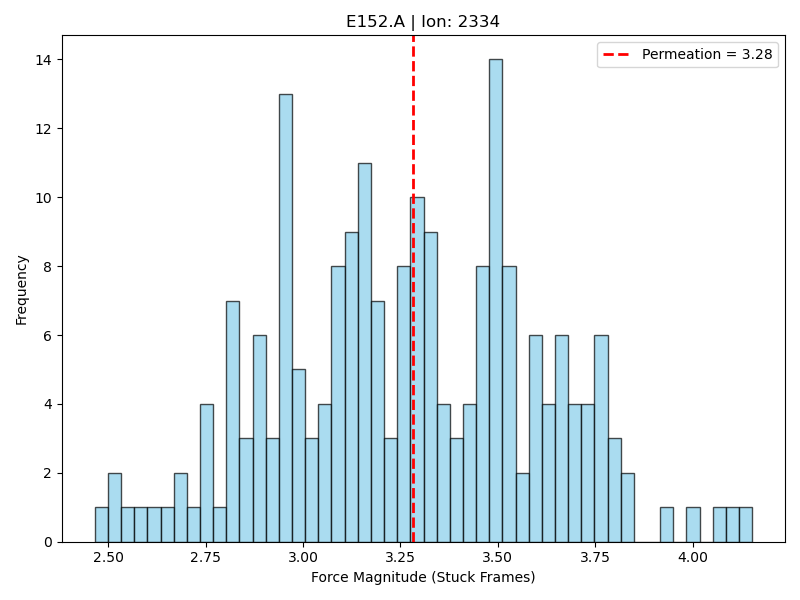 E152.A | Ion: 2334
Permeation = 3.28
14
12
10
8
6
4
2
0
Frequency
2.50 2.75 3.00 3.25 3.50 3.75 4.00
Force Magnitude (Stuck Frames)